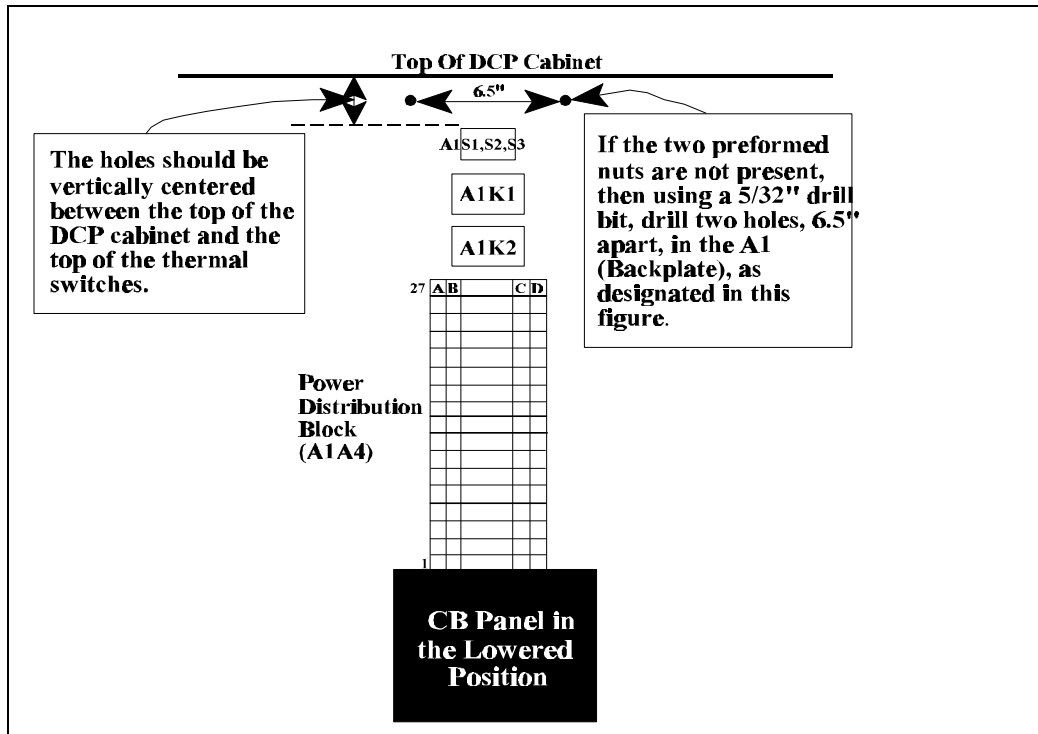 Top Of DCP Cabinet
6.5"
The holes should be
vertically centered
between the top of the
DCP cabinet and the
top of the thermal
switches.
A1S1,S2,S3
If the two preformed
nuts are not present,
then using a 5/32" drill
bit, drill two holes, 6.5"
apart, in the A1
(Backplate), as
designated in this
figure.
A1K1
A1K2
27 A B C D
Power
Distribution
Block
(A1A4)
1
CB Panel in
the Lowered
Position